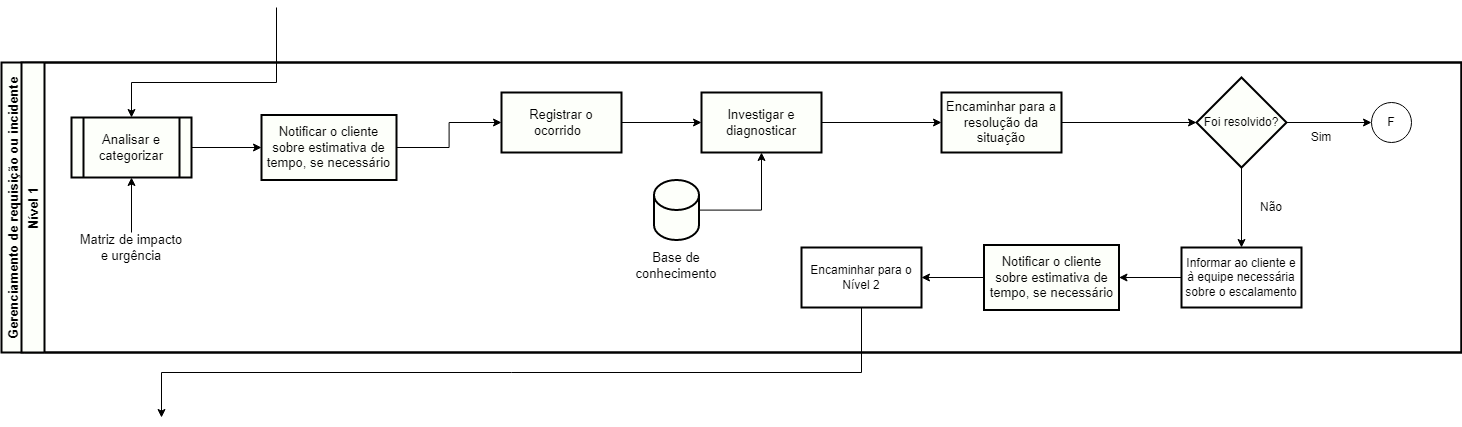 Gerenciamento de requisição ou incidente
Nível 1
Analisar e
categorizar
Matriz de impacto
e urgência
Notificar o cliente
sobre estimativa de
tempo, se necessário
Registrar o
ocorrido
Investigar e
diagnosticar
Base de
conhecimento
Encaminhar para a
resolução da
situação
Foi resolvido?
Sim
F
Não
Informar ao cliente e
à equipe necessária
sobre o escalamento
Notificar o cliente
sobre estimativa de
tempo, se necessário
Encaminhar para o
Nível 2